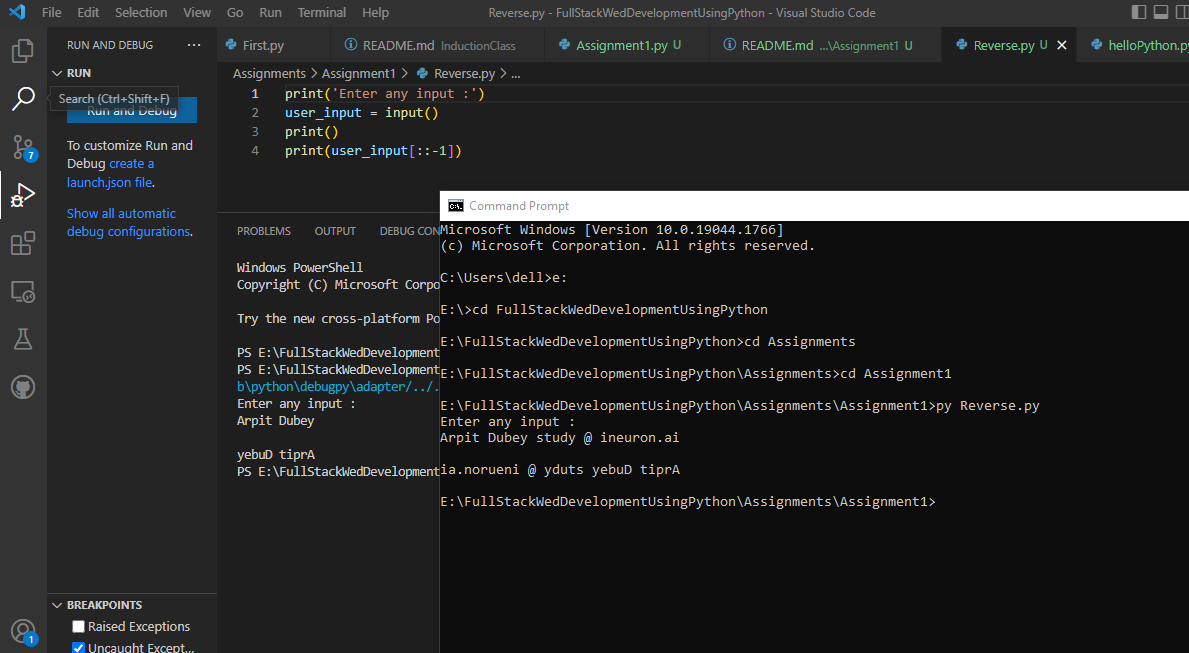 File Edit Selection View Go Run Terminal Help Reverse.py - FullStackWedDevelopmentUsingPython - Visual Studio Code
RUN AND DEBUG ...
First.py README.md InductionClass Assignment1.py U README.md ...\Assignment1 U Reverse.py U helloPython.py
RUN
Assignments > Assignment1 > Reverse.py > ...
Search (Ctrl+Shift+F)
Run and Debug
To customize Run and
Debug create a
launch.json file.
Show all automatic
debug configurations.
7
1 print('Enter any input :')
2 user_input = input()
3 print()
4 print(user_input[::-1])
PROBLEMS OUTPUT DEBUG CON
Windows PowerShell
Copyright (C) Microsoft Corpo
Try the new cross-platform Po
PS E:\FullStackWedDevelopment
PS E:\FullStackWedDevelopment
b\python\debugpy\adapter/../.
Enter any input :
Arpit Dubey
yebuD tiprA
PS E:\FullStackWedDevelopment
Command Prompt
Microsoft Windows [Version 10.0.19044.1766]
(c) Microsoft Corporation. All rights reserved.
C:\Users\dell>e:
E:\>cd FullStackWedDevelopmentUsingPython
E:\FullStackWedDevelopmentUsingPython>cd Assignments
E:\FullStackWedDevelopmentUsingPython\Assignments>cd Assignment1
E:\FullStackWedDevelopmentUsingPython\Assignments\Assignment1>py Reverse.py
Enter any input :
Arpit Dubey study @ ineuron.ai
ia.norueni @ yduts yebuD tiprA
E:\FullStackWedDevelopmentUsingPython\Assignments\Assignment1>
BREAKPOINTS
Raised Exceptions
Uncaught Except...
1